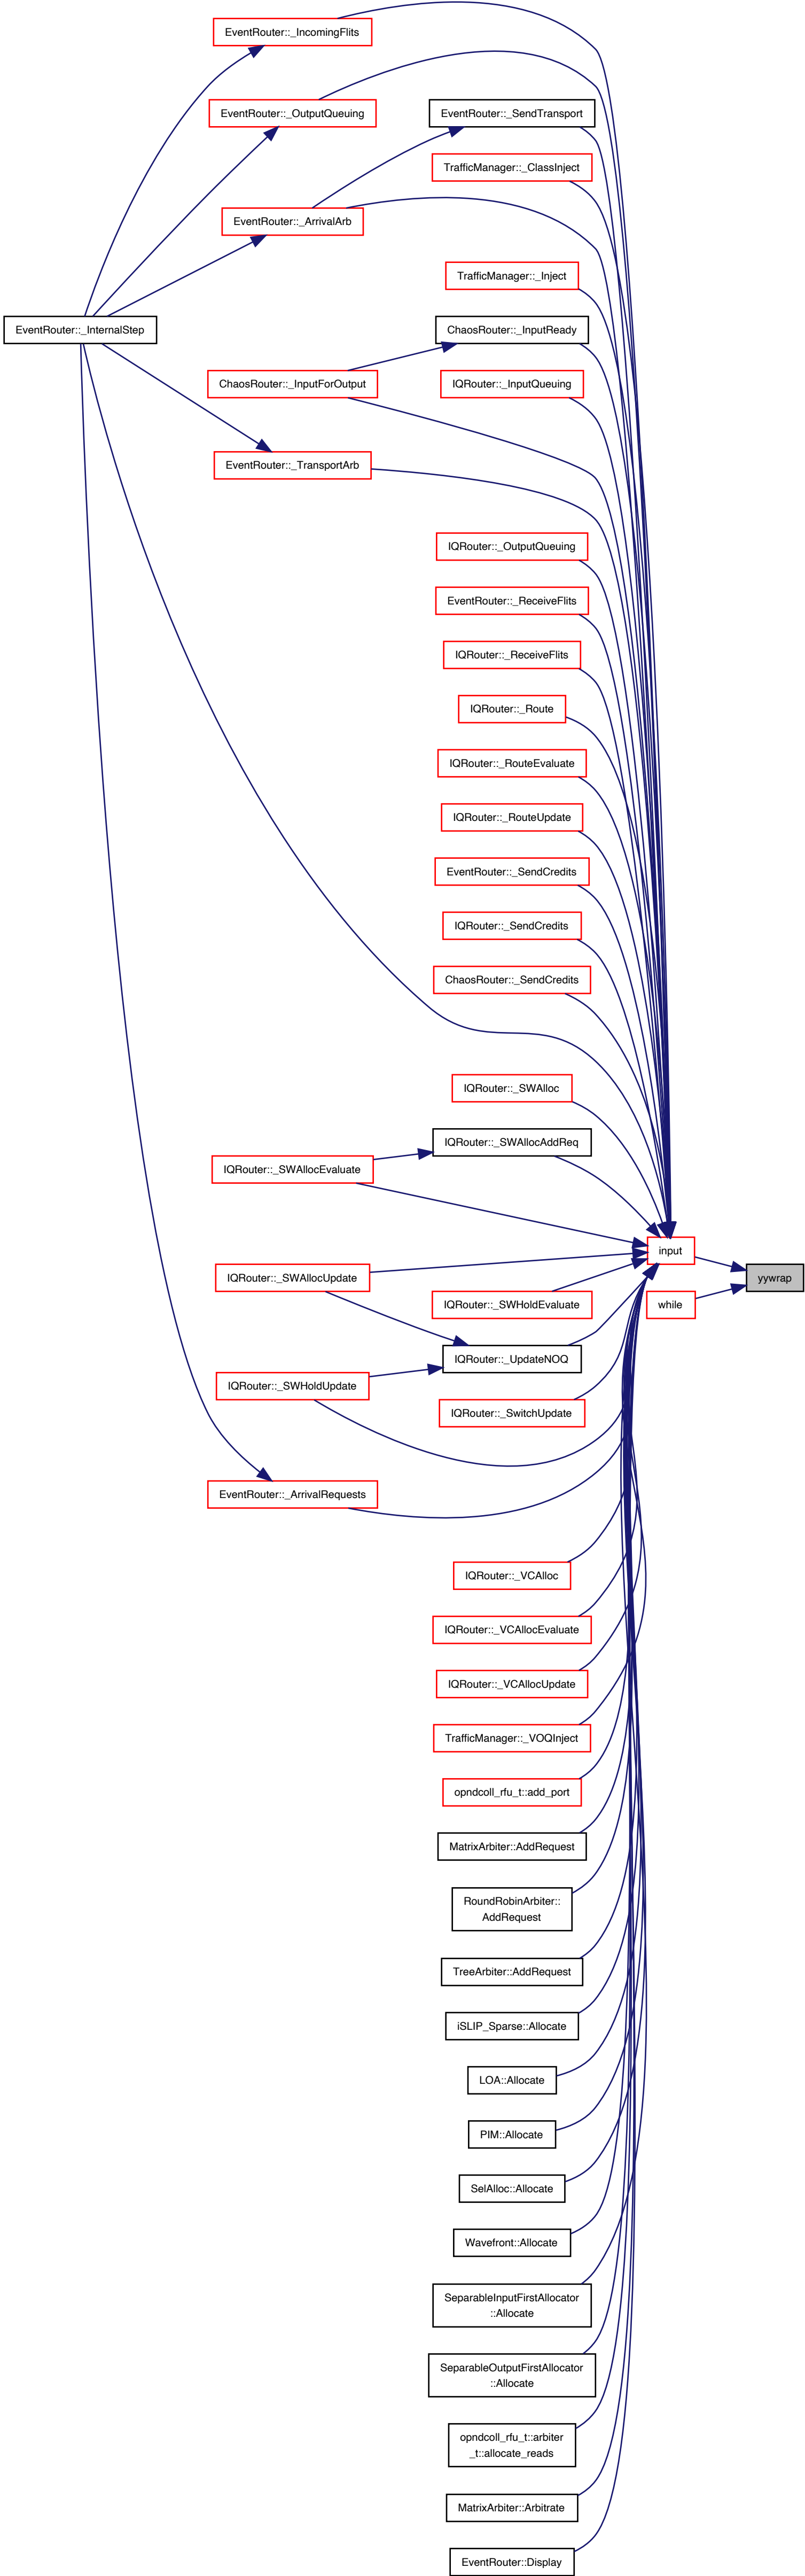 EventRouter::_IncomingFlits
EventRouter::_OutputQueuing
EventRouter::_SendTransport
TrafficManager::_ClassInject
EventRouter::_ArrivalArb
TrafficManager::_Inject
EventRouter::_InternalStep
ChaosRouter::_InputReady
ChaosRouter::_InputForOutput
IQRouter::_InputQueuing
EventRouter::_TransportArb
IQRouter::_OutputQueuing
EventRouter::_ReceiveFlits
IQRouter::_ReceiveFlits
IQRouter::_Route
IQRouter::_RouteEvaluate
IQRouter::_RouteUpdate
EventRouter::_SendCredits
IQRouter::_SendCredits
ChaosRouter::_SendCredits
IQRouter::_SWAlloc
IQRouter::_SWAllocAddReq
IQRouter::_SWAllocEvaluate
input
yywrap
IQRouter::_SWAllocUpdate
IQRouter::_SWHoldEvaluate
while
IQRouter::_UpdateNOQ
IQRouter::_SWHoldUpdate
IQRouter::_SwitchUpdate
EventRouter::_ArrivalRequests
IQRouter::_VCAlloc
IQRouter::_VCAllocEvaluate
IQRouter::_VCAllocUpdate
TrafficManager::_VOQInject
opndcoll_rfu_t::add_port
MatrixArbiter::AddRequest
RoundRobinArbiter::
AddRequest
TreeArbiter::AddRequest
iSLIP_Sparse::Allocate
LOA::Allocate
PIM::Allocate
SelAlloc::Allocate
Wavefront::Allocate
SeparableInputFirstAllocator
::Allocate
SeparableOutputFirstAllocator
::Allocate
opndcoll_rfu_t::arbiter
_t::allocate_reads
MatrixArbiter::Arbitrate
EventRouter::Display